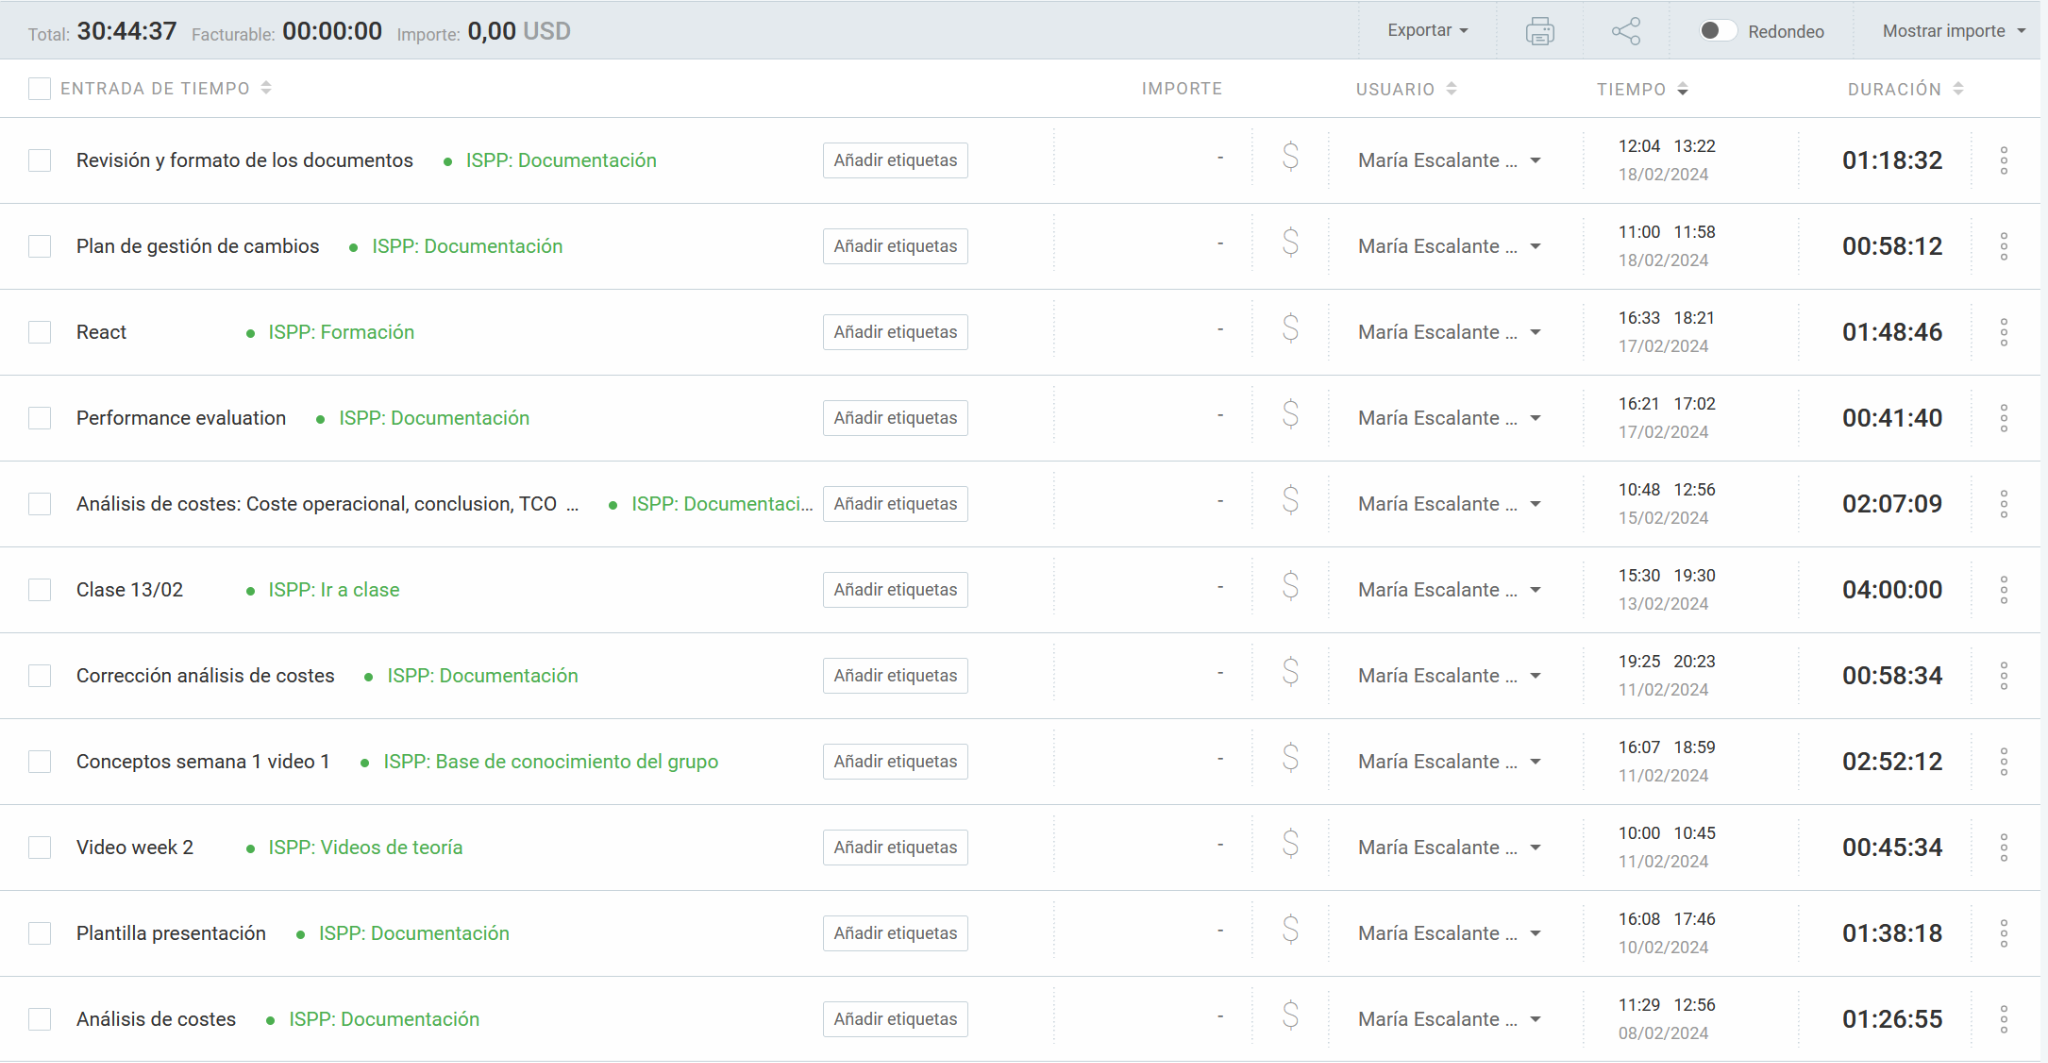 Total: 30:44:37 Facturable: 00:00:00 Importe: 0,00 USD Exportar Redondeo Mostrar importe
ENTRADA DE TIEMPO IMPORTE USUARIO TIEMPO DURACIÓN
Revisión y formato de los documentos • ISPP: Documentación Añadir etiquetas - $ María Escalante ... 12:04 13:22 01:18:32
18/02/2024
Plan de gestión de cambios • ISPP: Documentación Añadir etiquetas - $ María Escalante ... 11:00 11:58 00:58:12
18/02/2024
React • ISPP: Formación Añadir etiquetas - $ María Escalante ... 16:33 18:21 01:48:46
17/02/2024
Performance evaluation • ISPP: Documentación Añadir etiquetas - $ María Escalante ... 16:21 17:02 00:41:40
17/02/2024
Análisis de costes: Coste operacional, conclusion, TCO ... • ISPP: Documentaci... Añadir etiquetas - $ María Escalante ... 10:48 12:56 02:07:09
15/02/2024
Clase 13/02 • ISPP: Ir a clase Añadir etiquetas - $ María Escalante ... 15:30 19:30 04:00:00
13/02/2024
Corrección análisis de costes • ISPP: Documentación Añadir etiquetas - $ María Escalante ... 19:25 20:23 00:58:34
11/02/2024
Conceptos semana 1 video 1 • ISPP: Base de conocimiento del grupo Añadir etiquetas - $ María Escalante ... 16:07 18:59 02:52:12
11/02/2024
Video week 2 • ISPP: Videos de teoría Añadir etiquetas - $ María Escalante ... 10:00 10:45 00:45:34
11/02/2024
Plantilla presentación • ISPP: Documentación Añadir etiquetas - $ María Escalante ... 16:08 17:46 01:38:18
10/02/2024
Análisis de costes • ISPP: Documentación Añadir etiquetas - $ María Escalante ... 11:29 12:56 01:26:55
08/02/2024